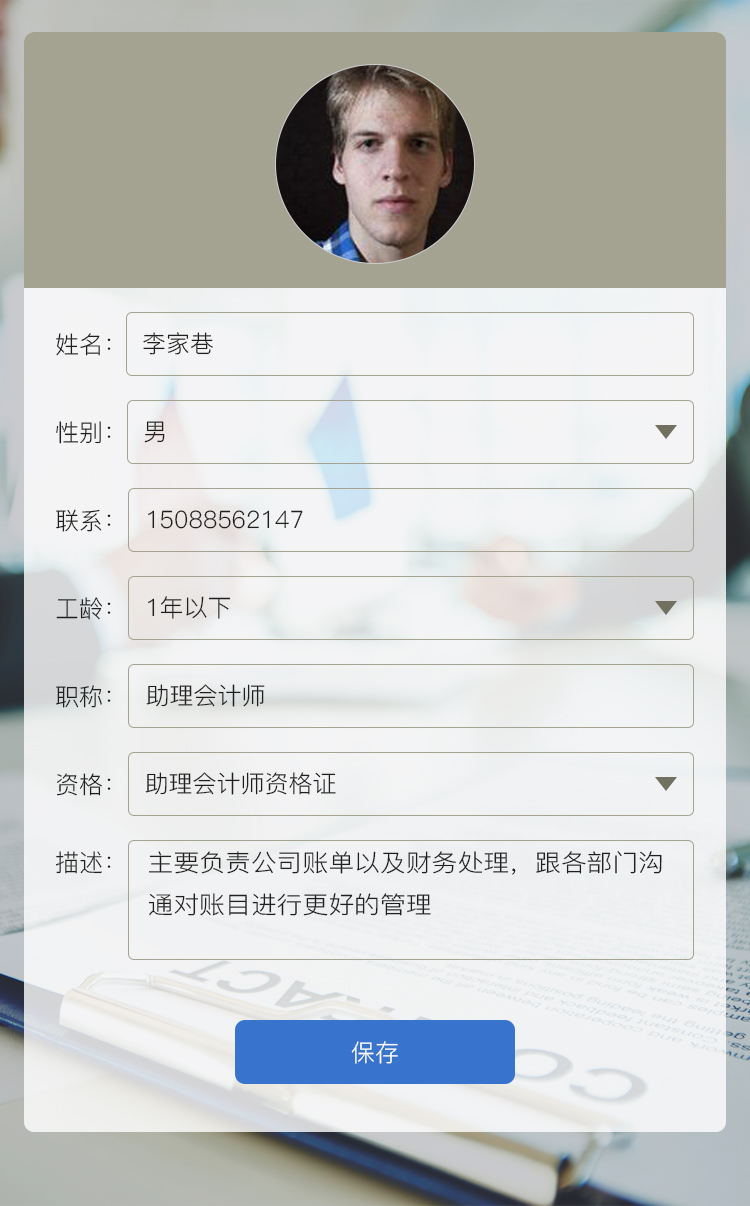 姓名： 李家巷
性别： 男
联系： 15088562147
工龄： 1年以下
职称： 助理会计师
资格： 助理会计师资格证
描述： 主要负责公司账单以及财务处理，跟各部门沟
通对账目进行更好的管理
CONTRACT
保存